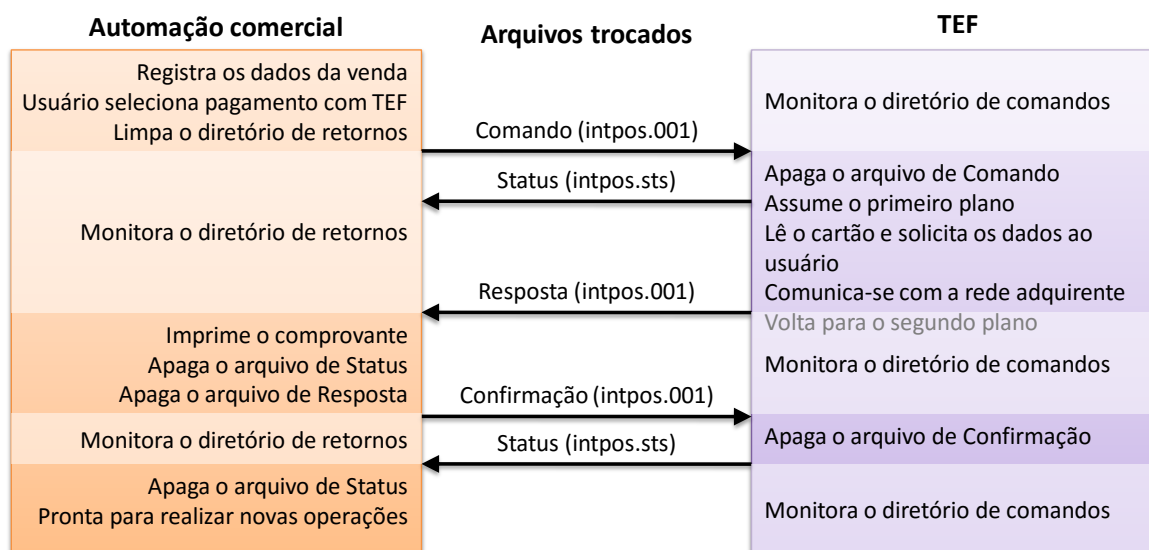 Automação comercial
Arquivos trocados
TEF
Registra os dados da venda
Usuário seleciona pagamento com TEF
Limpa o diretório de retornos
Monitora o diretório de comandos
Comando (intpos.001)
Status (intpos.sts)
Apaga o arquivo de Comando
Assume o primeiro plano
Lê o cartão e solicita os dados ao
usuário
Comunica-se com a rede adquirente
Monitora o diretório de retornos
Resposta (intpos.001)
Volta para o segundo plano
Imprime o comprovante
Apaga o arquivo de Status
Apaga o arquivo de Resposta
Monitora o diretório de comandos
Confirmação (intpos.001)
Monitora o diretório de retornos
Status (intpos.sts)
Apaga o arquivo de Confirmação
Apaga o arquivo de Status
Pronta para realizar novas operações
Monitora o diretório de comandos